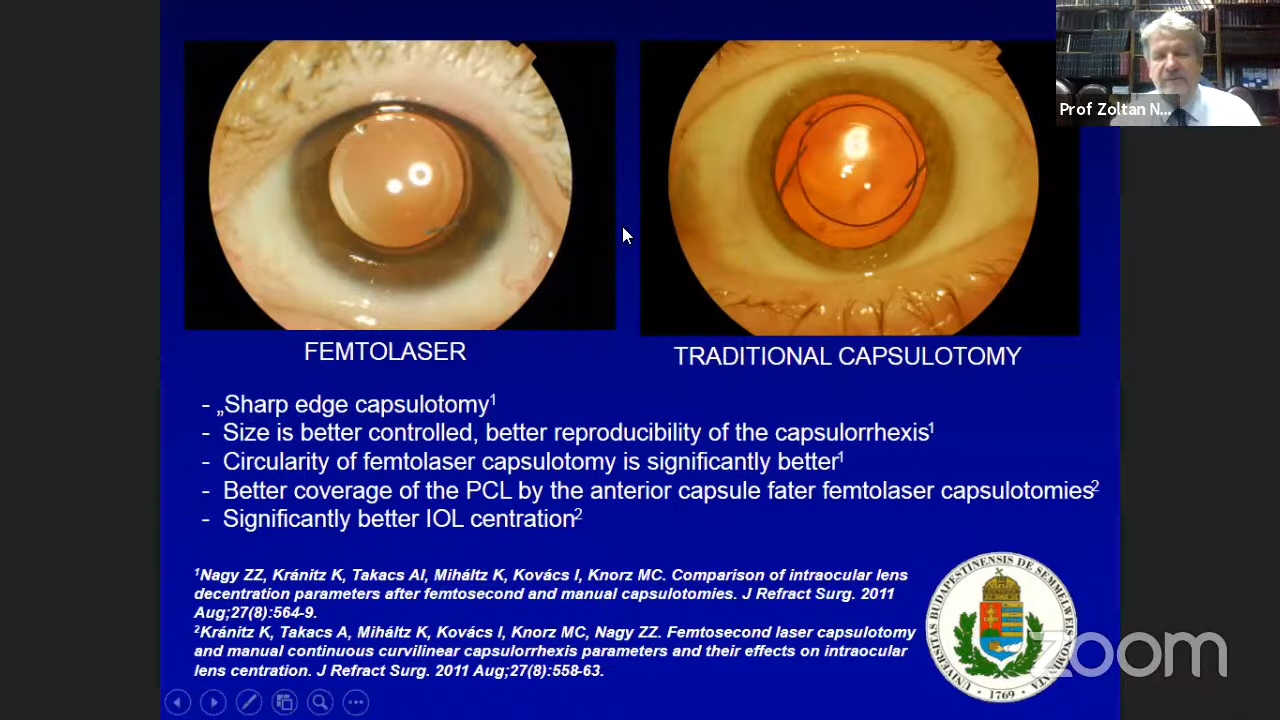 Prof Zoltan N...
FEMTOLASER
TRADITIONAL CAPSULOTOMY
- „Sharp edge capsulotomy¹
- Size is better controlled, better reproducibility of the capsulorrhexis¹
- Circularity of femtolaser capsulotomy is significantly better¹
- Better coverage of the PCL by the anterior capsule fater femtolaser capsulotomies²
- Significantly better IOL centration²
¹Nagy ZZ, Kránitz K, Takacs AI, Miháltz K, Kovács I, Knorz MC. Comparison of intraocular lens
decentration parameters after femtosecond and manual capsulotomies. J Refract Surg. 2011
Aug;27(8):564-9.
²Kránitz K, Takacs A, Miháltz K, Kovács I, Knorz MC, Nagy ZZ. Femtosecond laser capsulotomy
and manual continuous curvilinear capsulorrhexis parameters and their effects on intraocular
lens centration. J Refract Surg. 2011 Aug;27(8):558-63.
UNIVERSITAS BUDAPESTINENSIS DE SEMMELWEIS NOMINATA
• 1769 •
zoom